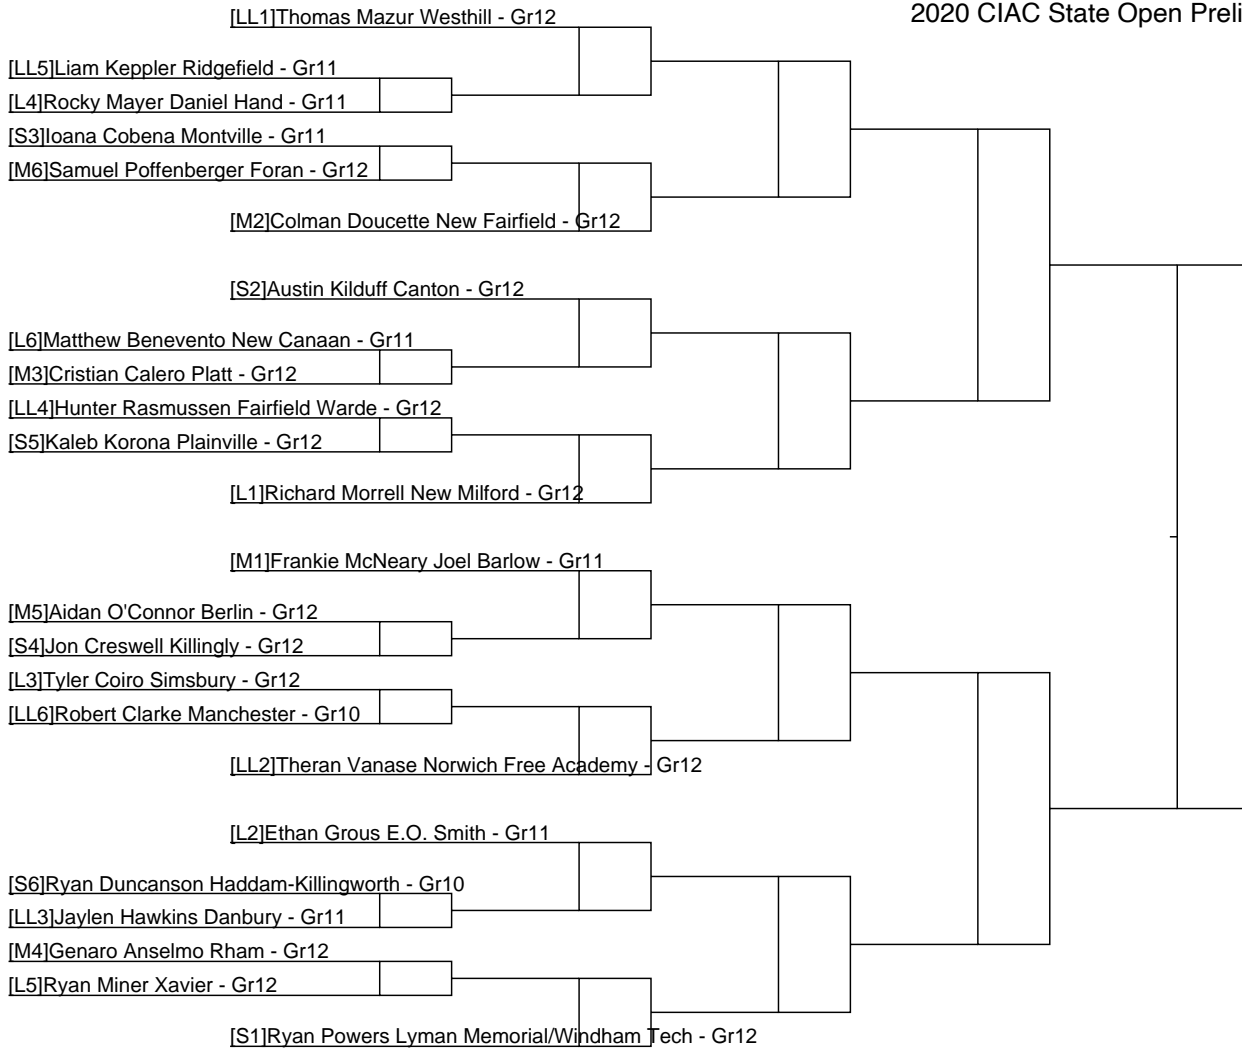 2020 CIAC State Open Preli
[LL1]Thomas Mazur Westhill - Gr12
[LL5]Liam Keppler Ridgefield - Gr11
[L4]Rocky Mayer Daniel Hand - Gr11
[S3]Ioana Cobena Montville - Gr11
[M6]Samuel Poffenberger Foran - Gr12
[M2]Colman Doucette New Fairfield - Gr12
[S2]Austin Kilduff Canton - Gr12
[L6]Matthew Benevento New Canaan - Gr11
[M3]Cristian Calero Platt - Gr12
[LL4]Hunter Rasmussen Fairfield Warde - Gr12
[S5]Kaleb Korona Plainville - Gr12
[L1]Richard Morrell New Milford - Gr12
[M1]Frankie McNeary Joel Barlow - Gr11
[M5]Aidan O'Connor Berlin - Gr12
[S4]Jon Creswell Killingly - Gr12
[L3]Tyler Coiro Simsbury - Gr12
[LL6]Robert Clarke Manchester - Gr10
[LL2]Theran Vanase Norwich Free Academy - Gr12
[L2]Ethan Grous E.O. Smith - Gr11
[S6]Ryan Duncanson Haddam-Killingworth - Gr10
[LL3]Jaylen Hawkins Danbury - Gr11
[M4]Genaro Anselmo Rham - Gr12
[L5]Ryan Miner Xavier - Gr12
[S1]Ryan Powers Lyman Memorial/Windham Tech - Gr12